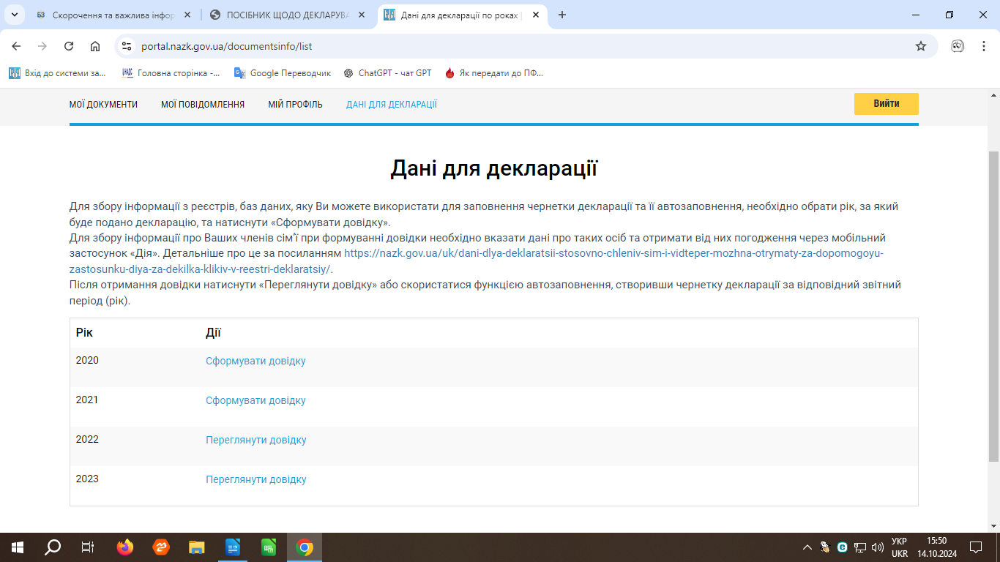 Скорочення та важлива інфор
ПОСІБНИК ЩОДО ДЕКЛАРУВА
Дані для декларації по роках |
portal.nazk.gov.ua/documentsinfo/list
Вхід до системи за...
Головна сторінка -...
Google Переводчик
ChatGPT - чат GPT
Як передати до ПФ...
МОЇ ДОКУМЕНТИ
МОЇ ПОВІДОМЛЕННЯ
МІЙ ПРОФІЛЬ
ДАНІ ДЛЯ ДЕКЛАРАЦІЇ
Вийти
Дані для декларації
Для збору інформації з реєстрів, баз даних, яку Ви можете використати для заповнення чернетки декларації та її автозаповнення, необхідно обрати рік, за який
буде подано декларацію, та натиснути «Сформувати довідку».
Для збору інформації про Ваших членів сім'ї при формуванні довідки необхідно вказати дані про таких осіб та отримати від них погодження через мобільний
застосунок «Дія». Детальніше про це за посиланням https://nazk.gov.ua/uk/dani-dlya-deklaratsii-stosovno-chleniv-sim-i-vidteper-mozhna-otrymaty-za-dopomogoyu-
zastosunku-diya-za-dekilka-klikiv-v-reestri-deklaratsiy/.
Після отримання довідки натиснути «Переглянути довідку» або скористатися функцією автозаповнення, створивши чернетку декларації за відповідний звітний
період (рік).
Рік Дії
2020 Сформувати довідку
2021 Сформувати довідку
2022 Переглянути довідку
2023 Переглянути довідку
УКР
UKR
15:50
14.10.2024